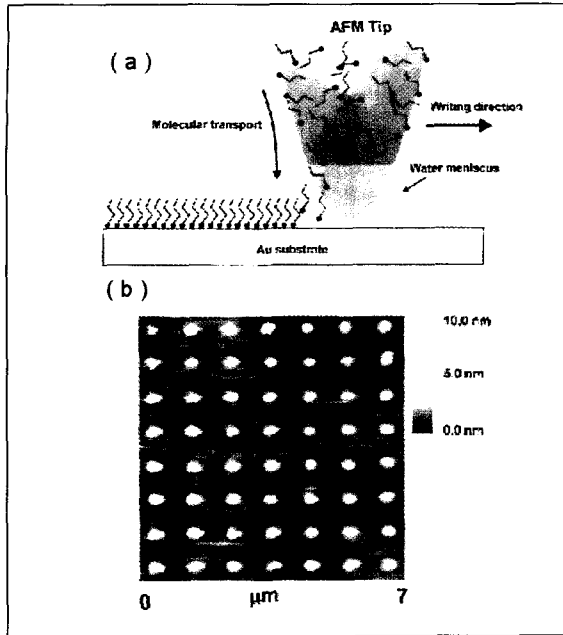 AFM Tip
(a)
Writing direction
Molecular transport
Water meniscus
Au substrate
(b)
10.0 nm
5.0 nm
0.0 nm
0 μm 7